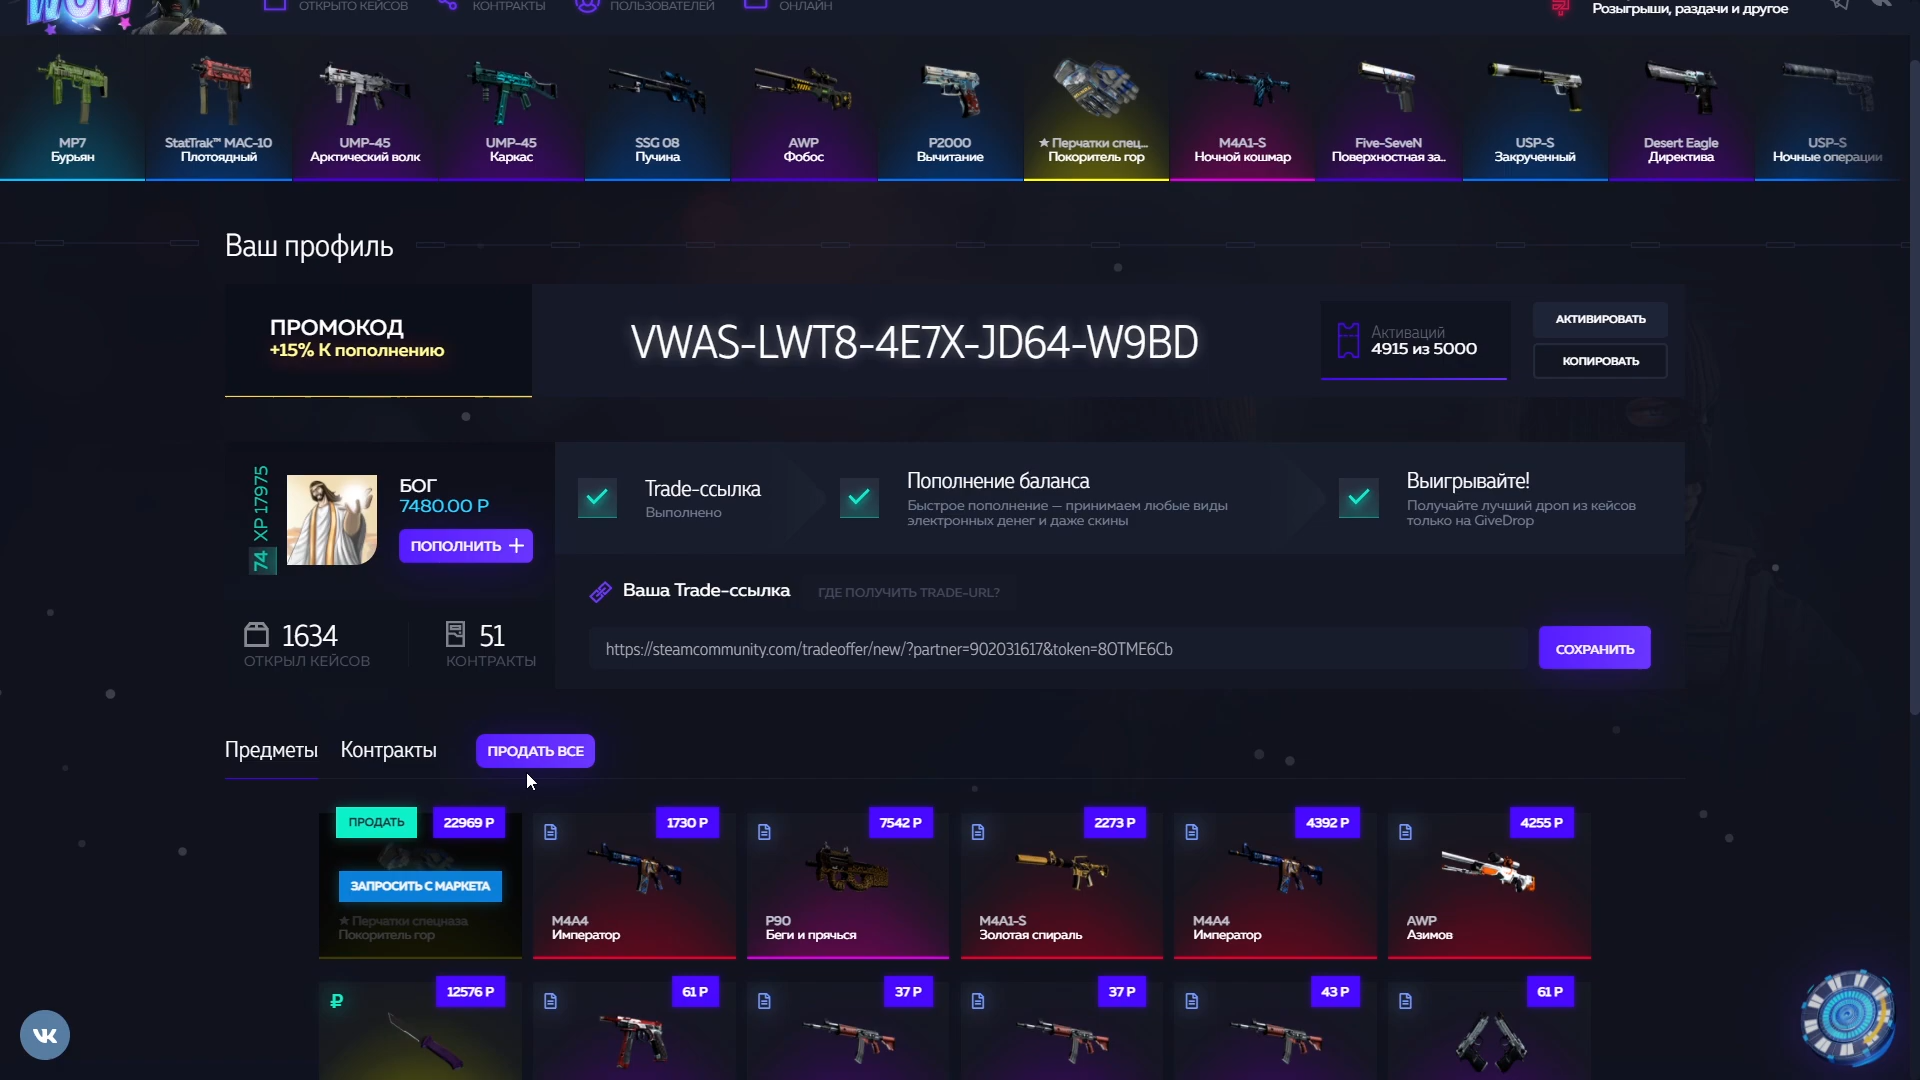 WOW
ОТКРЫТО КЕЙСОВ
КОНТРАКТЫ
ПОЛЬЗОВАТЕЛЕЙ
ОНЛАЙН
Розыгрыши, раздачи и другое
MP7
Бурьян
StatTrak™ MAC-10
Плотоядный
UMP-45
Арктический волк
UMP-45
Каркас
SSG 08
Пучина
AWP
Фобос
P2000
Вычитание
★ Перчатки спец...
Покоритель гор
M4A1-S
Ночной кошмар
Five-SeveN
Поверхностная за..
USP-S
Закрученный
Desert Eagle
Директива
USP-S
Ночные операции
Ваш профиль
ПРОМОКОД
+15% К пополнению
VWAS-LWT8-4E7X-JD64-W9BD
Активаций
4915 из 5000
АКТИВИРОВАТЬ
КОПИРОВАТЬ
74 XP 17975
БОГ
7480.00 Р
ПОПОЛНИТЬ +
1634
ОТКРЫЛ КЕЙСОВ
51
КОНТРАКТЫ
Trade-ссылка
Выполнено
Пополнение баланса
Быстрое пополнение — принимаем любые виды
электронных денег и даже скины
Выигрывайте!
Получайте лучший дроп из кейсов
только на GiveDrop
Ваша Trade-ссылка
ГДЕ ПОЛУЧИТЬ TRADE-URL?
https://steamcommunity.com/tradeoffer/new/?partner=902031617&token=8OTME6Cb
СОХРАНИТЬ
Предметы
Контракты
ПРОДАТЬ ВСЕ
ПРОДАТЬ
22969 Р
ЗАПРОСИТЬ С МАРКЕТА
★ Перчатки спецназа
Покоритель гор
1730 Р
M4A4
Император
7542 Р
P90
Беги и прячься
2273 Р
M4A1-S
Золотая спираль
4392 Р
M4A4
Император
4255 Р
AWP
Азимов
₽
12576 Р
61 Р
37 Р
37 Р
43 Р
61 Р